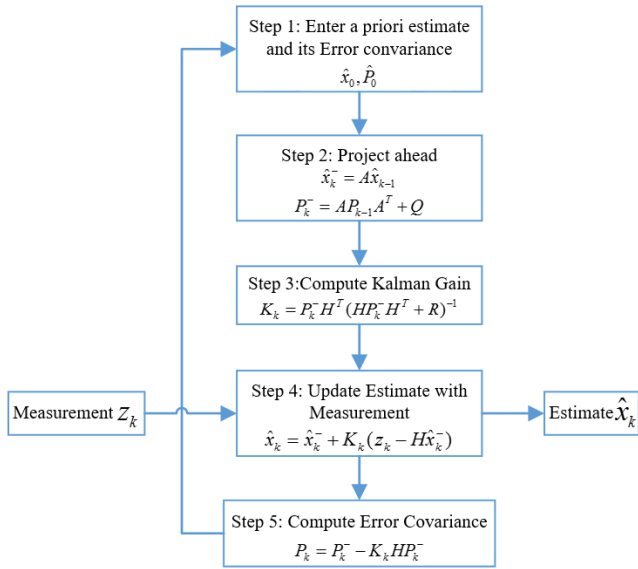 Step 1: Enter a priori estimate
and its Error convariance
x̂₀, P̂₀
Step 2: Project ahead
x̂ₖ⁻ = Ax̂ₖ₋₁
Pₖ⁻ = APₖ₋₁Aᵀ + Q
Step 3:Compute Kalman Gain
Kₖ = Pₖ⁻Hᵀ(HPₖ⁻Hᵀ + R)⁻¹
Measurement zₖ
Step 4: Update Estimate with
Measurement
x̂ₖ = x̂ₖ⁻ + Kₖ(zₖ − Hx̂ₖ⁻)
Estimate x̂ₖ
Step 5: Compute Error Covariance
Pₖ = Pₖ⁻ − KₖHPₖ⁻